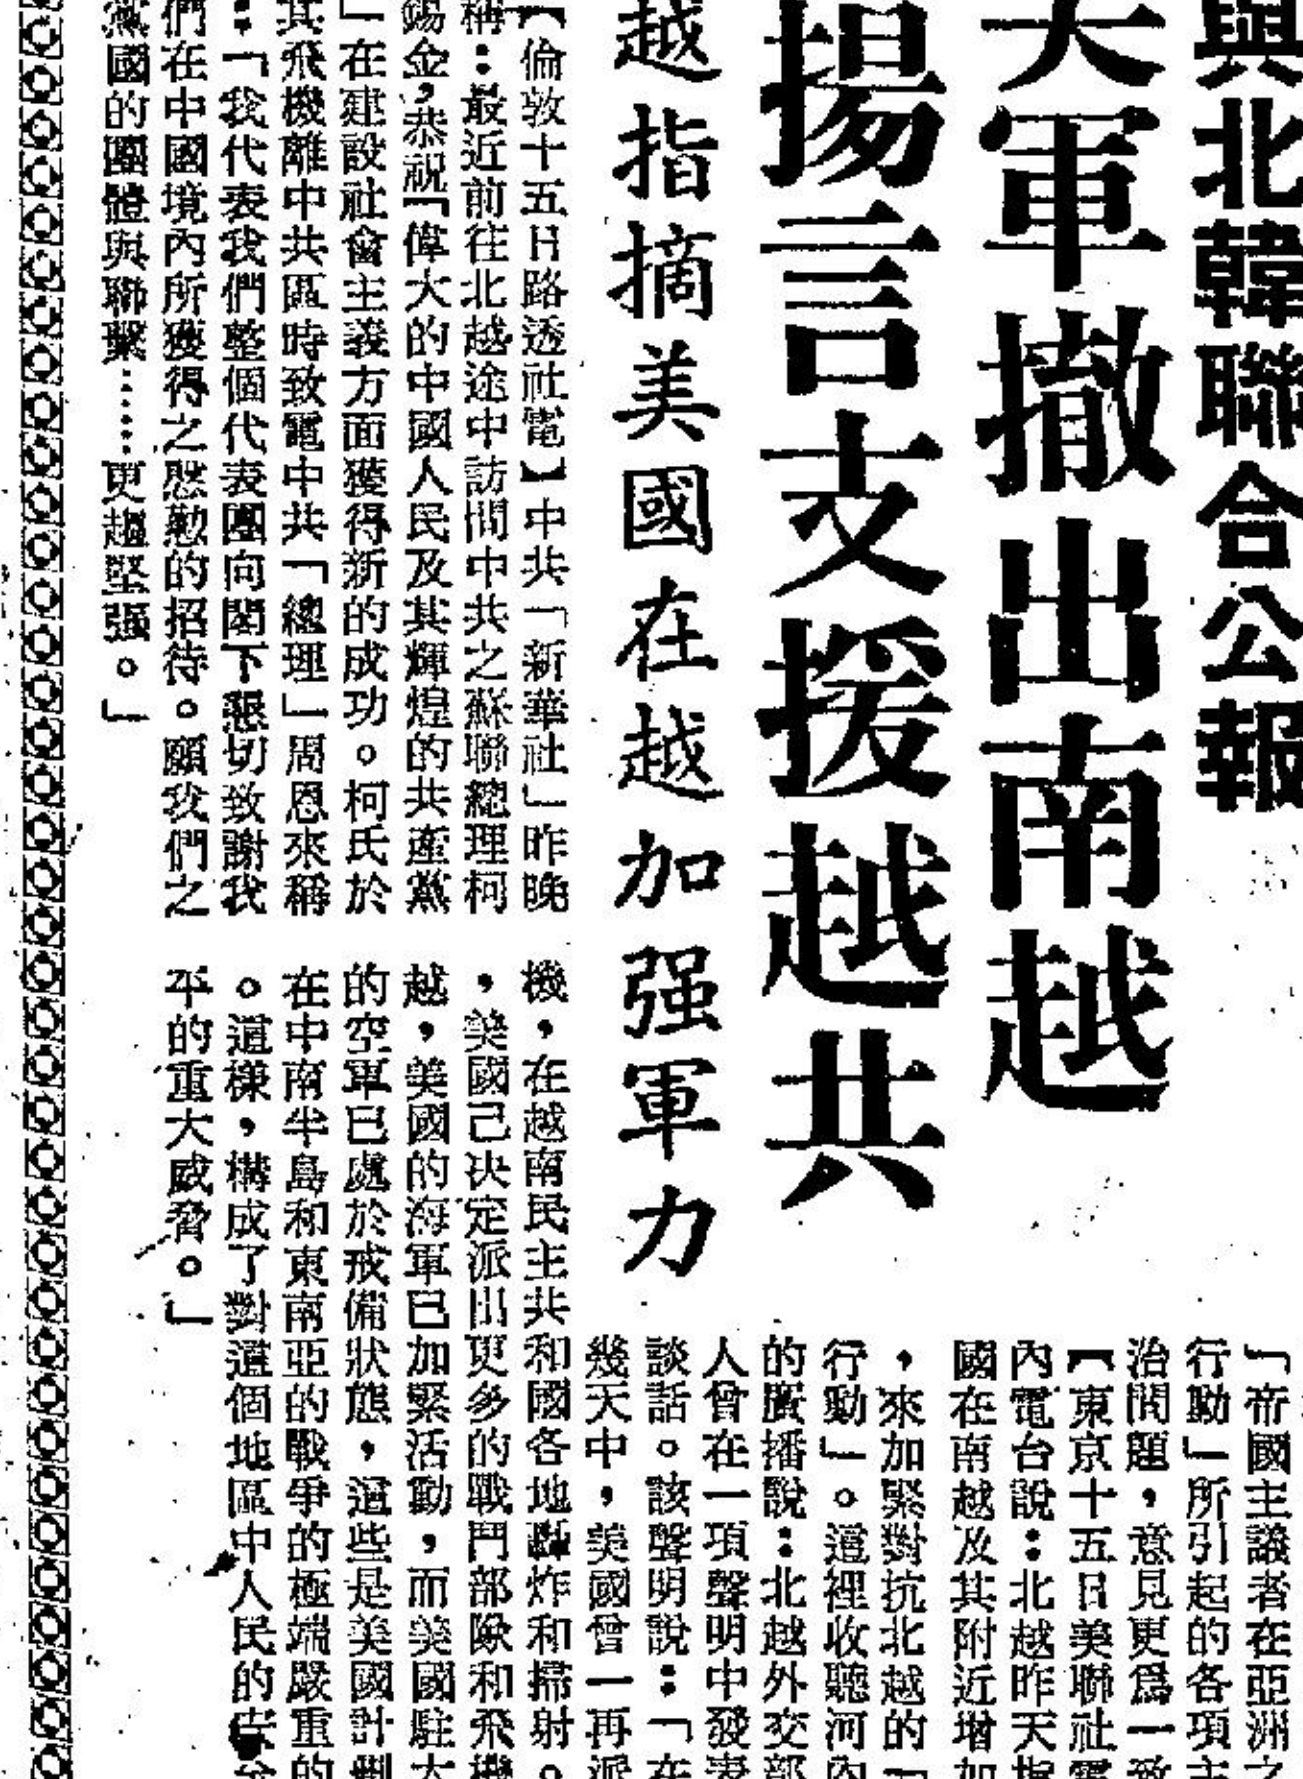 與北韓聯合公報
美軍撤出南越
揚言支援越共
越指摘美國在越加强軍力
「帝國主義者在亞洲之
行動」所引起的各項主
治問題，意見更爲一致
【東京十五日美聯社電
內電台說：北越昨天指
國在南越及其附近增加
，來加緊對抗北越的「
行動」。這裡收聽河內
的廣播說：北越外交部
人曾在一項聲明中發表
談話。該聲明說：「在
幾天中，美國曾一再派
【倫敦十五日路透社電】中共「新華社」昨晚
稱：最近前往北越途中訪問中共之蘇聯總理柯
錫金，恭祝「偉大的中國人民及其輝煌的共產黨
」在建設社會主義方面獲得新的成功。柯氏於
其飛機離中共區時致電中共「總理」周恩來稱
：「我代表我們整個代表團向閣下懇切致謝我
們在中國境內所獲得之慇懃的招待。願我們之
黨國的團體與聯繫……更趨堅强。」
機，在越南民主共和國各地轟炸和掃射。
，美國已决定派出更多的戰鬥部隊和飛機
越，美國的海軍已加緊活動，而美國駐大
的空軍已處於戒備狀態，這些是美國計劃
在中南半島和東南亞的戰爭的極端嚴重的
。這樣，構成了對這個地區中人民的安全
平的重大威脅。」